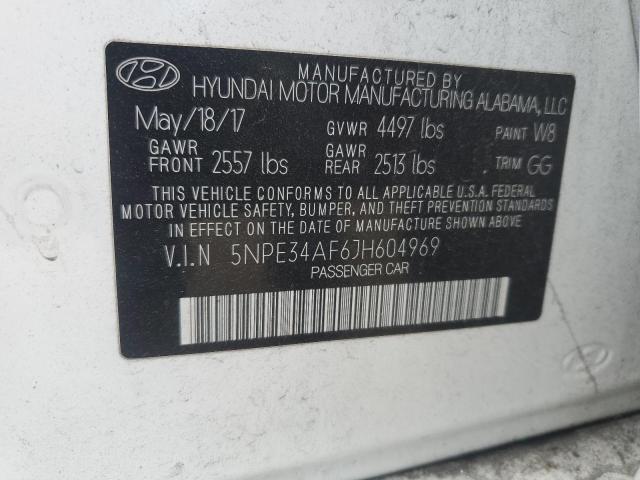 MANUFACTURED BY
HYUNDAI MOTOR MANUFACTURING ALABAMA, LLC
May/18/17 GVWR 4497 lbs PAINT W8
GAWR FRONT 2557 lbs GAWR REAR 2513 lbs TRIM GG
THIS VEHICLE CONFORMS TO ALL APPLICABLE U.S.A. FEDERAL
MOTOR VEHICLE SAFETY, BUMPER, AND THEFT PREVENTION STANDARDS
IN EFFECT ON THE DATE OF MANUFACTURE SHOWN ABOVE.
V.I.N 5NPE34AF6JH604969
PASSENGER CAR